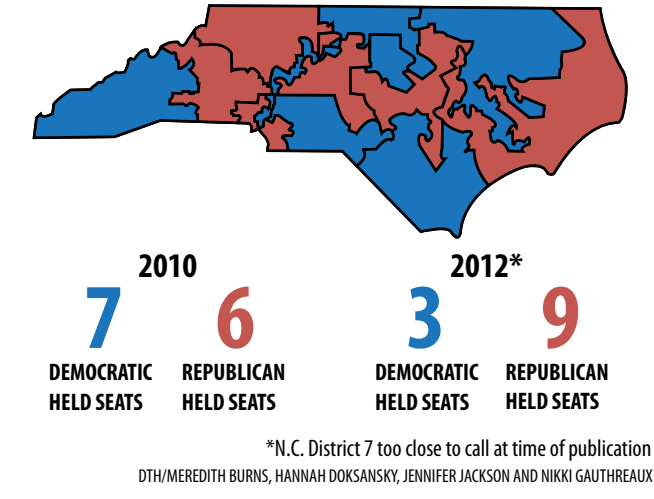 2010
2012*
7
6
3
9
DEMOCRATIC
HELD SEATS
REPUBLICAN
HELD SEATS
DEMOCRATIC
HELD SEATS
REPUBLICAN
HELD SEATS
*N.C. District 7 too close to call at time of publication
DTH/MEREDITH BURNS, HANNAH DOKSANSKY, JENNIFER JACKSON AND NIKKI GAUTHREAUX